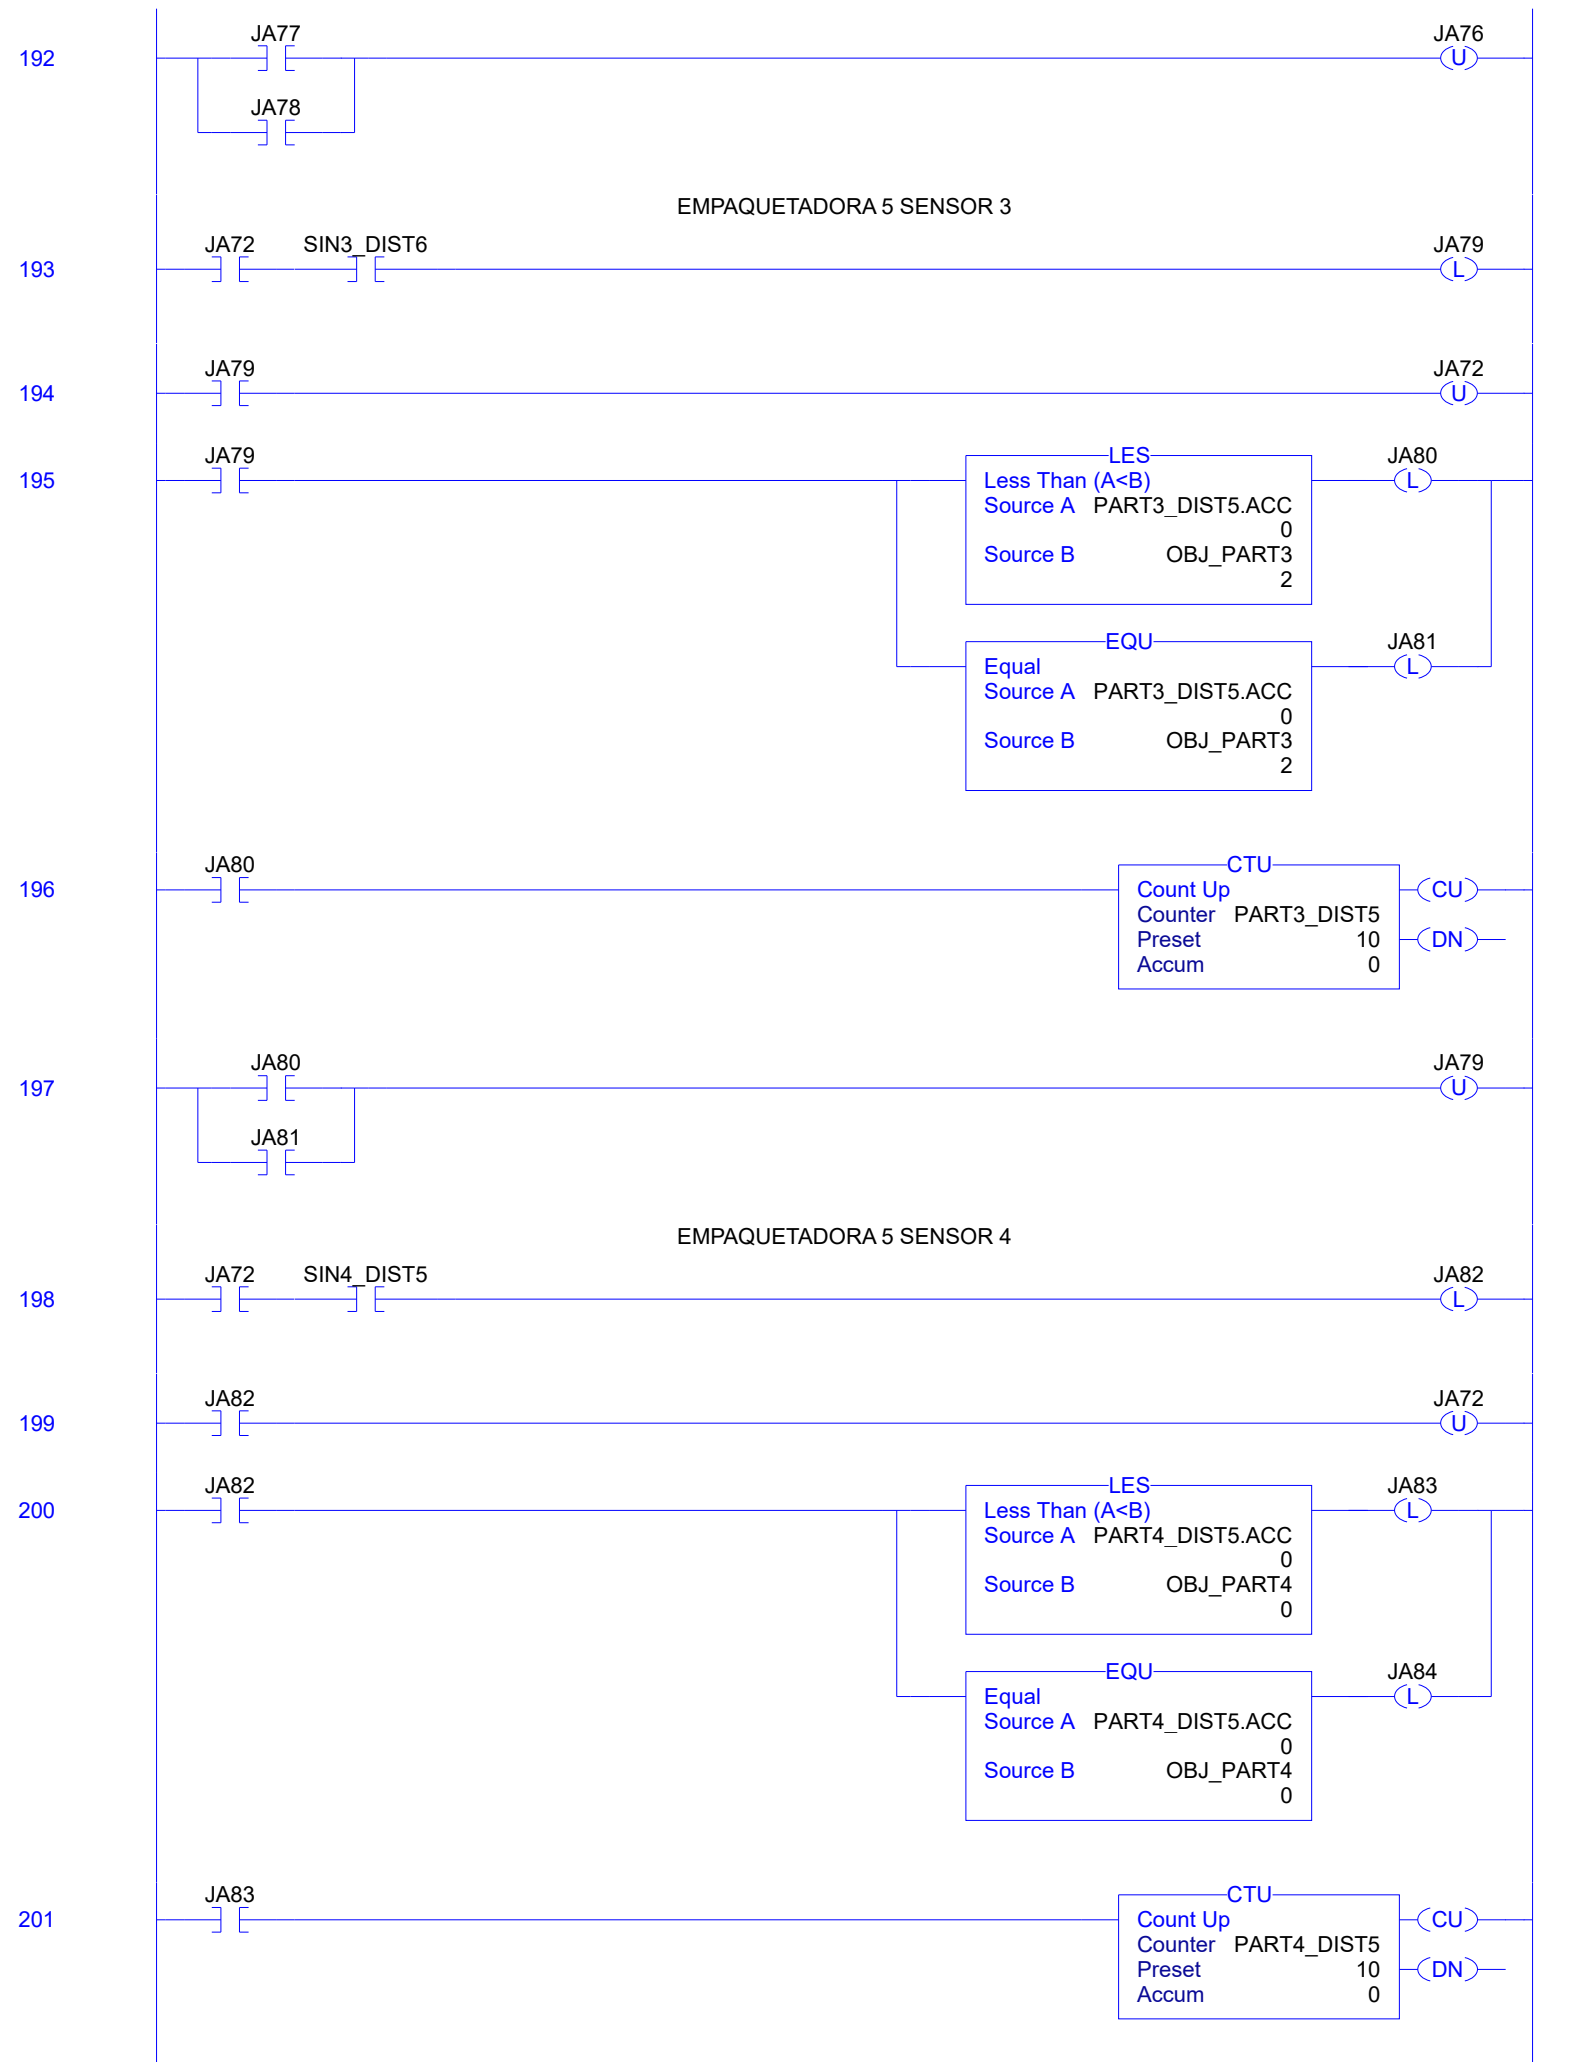 JA77 JA76
192 (U)
JA78
EMPAQUETADORA 5 SENSOR 3
JA72 SIN3_DIST6 JA79
193 (L)
JA79 JA72
194 (U)
JA79 LES JA80
195 Less Than (A<B) (L)
Source A PART3_DIST5.ACC
0
Source B OBJ_PART3
2
EQU JA81
Equal (L)
Source A PART3_DIST5.ACC
0
Source B OBJ_PART3
2
JA80 CTU
196 Count Up (CU)
Counter PART3_DIST5
Preset 10 (DN)
Accum 0
JA80 JA79
197 (U)
JA81
EMPAQUETADORA 5 SENSOR 4
JA72 SIN4_DIST5 JA82
198 (L)
JA82 JA72
199 (U)
JA82 LES JA83
200 Less Than (A<B) (L)
Source A PART4_DIST5.ACC
0
Source B OBJ_PART4
0
EQU JA84
Equal (L)
Source A PART4_DIST5.ACC
0
Source B OBJ_PART4
0
JA83 CTU
201 Count Up (CU)
Counter PART4_DIST5
Preset 10 (DN)
Accum 0